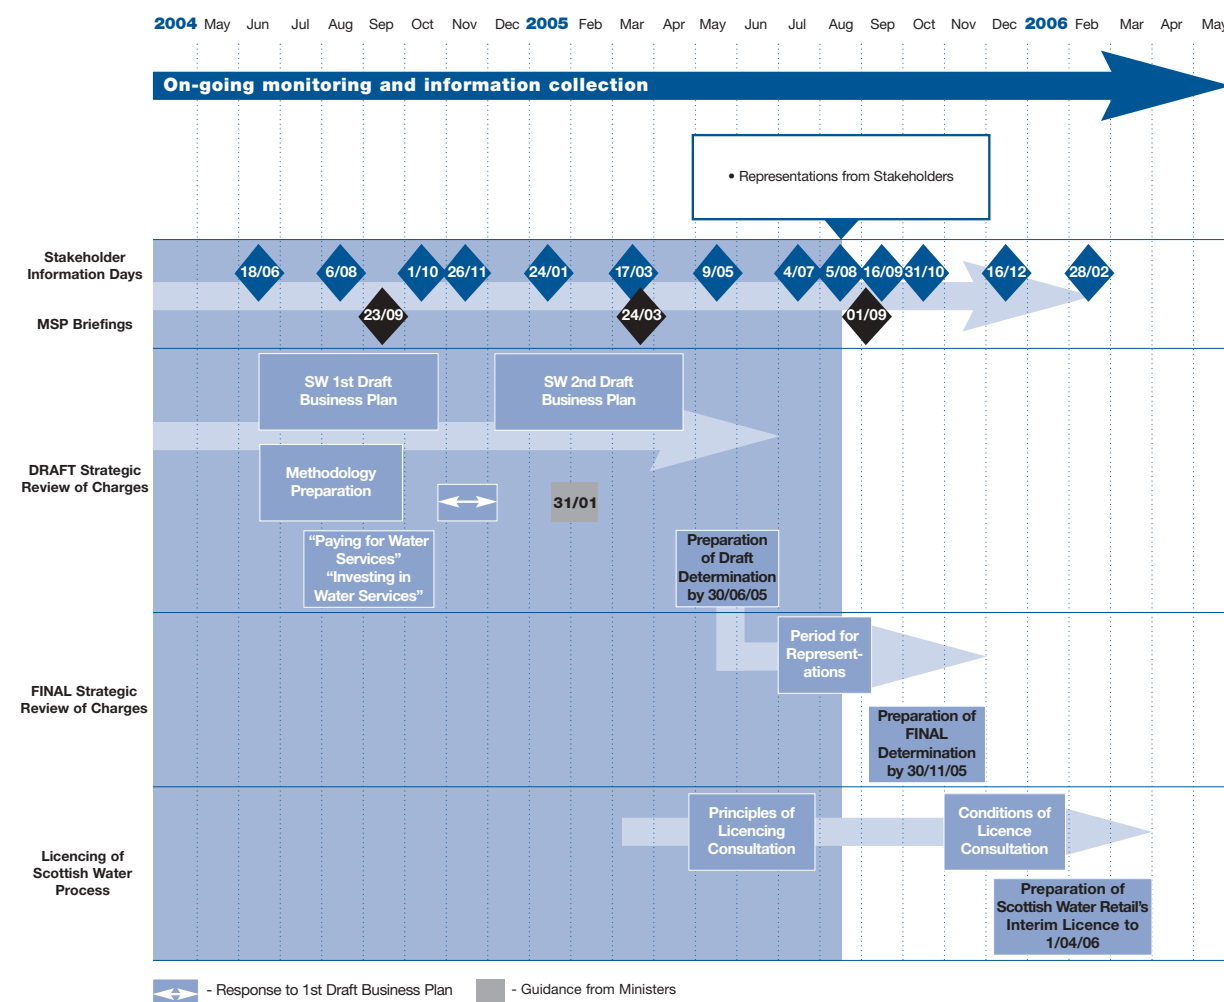 2004 May Jun Jul Aug Sep Oct Nov Dec 2005 Feb Mar Apr May Jun Jul Aug Sep Oct Nov Dec 2006 Feb Mar Apr May
On-going monitoring and information collection
• Representations from Stakeholders
Stakeholder
Information Days
18/06 6/08 1/10 26/11 24/01 17/03 9/05 4/07 5/08 16/09 31/10 16/12 28/02
MSP Briefings
23/09 24/03 01/09
SW 1st Draft
Business Plan
SW 2nd Draft
Business Plan
DRAFT Strategic
Review of Charges
Methodology
Preparation
31/01
“Paying for Water
Services”
“Investing in
Water Services”
Preparation
of Draft
Determination
by 30/06/05
FINAL Strategic
Review of Charges
Period for
Represent-
ations
Preparation of
FINAL
Determination
by 30/11/05
Licencing of
Scottish Water
Process
Principles of
Licencing
Consultation
Conditions of
Licence
Consultation
Preparation of
Scottish Water Retail’s
Interim Licence to
1/04/06
- Response to 1st Draft Business Plan
- Guidance from Ministers